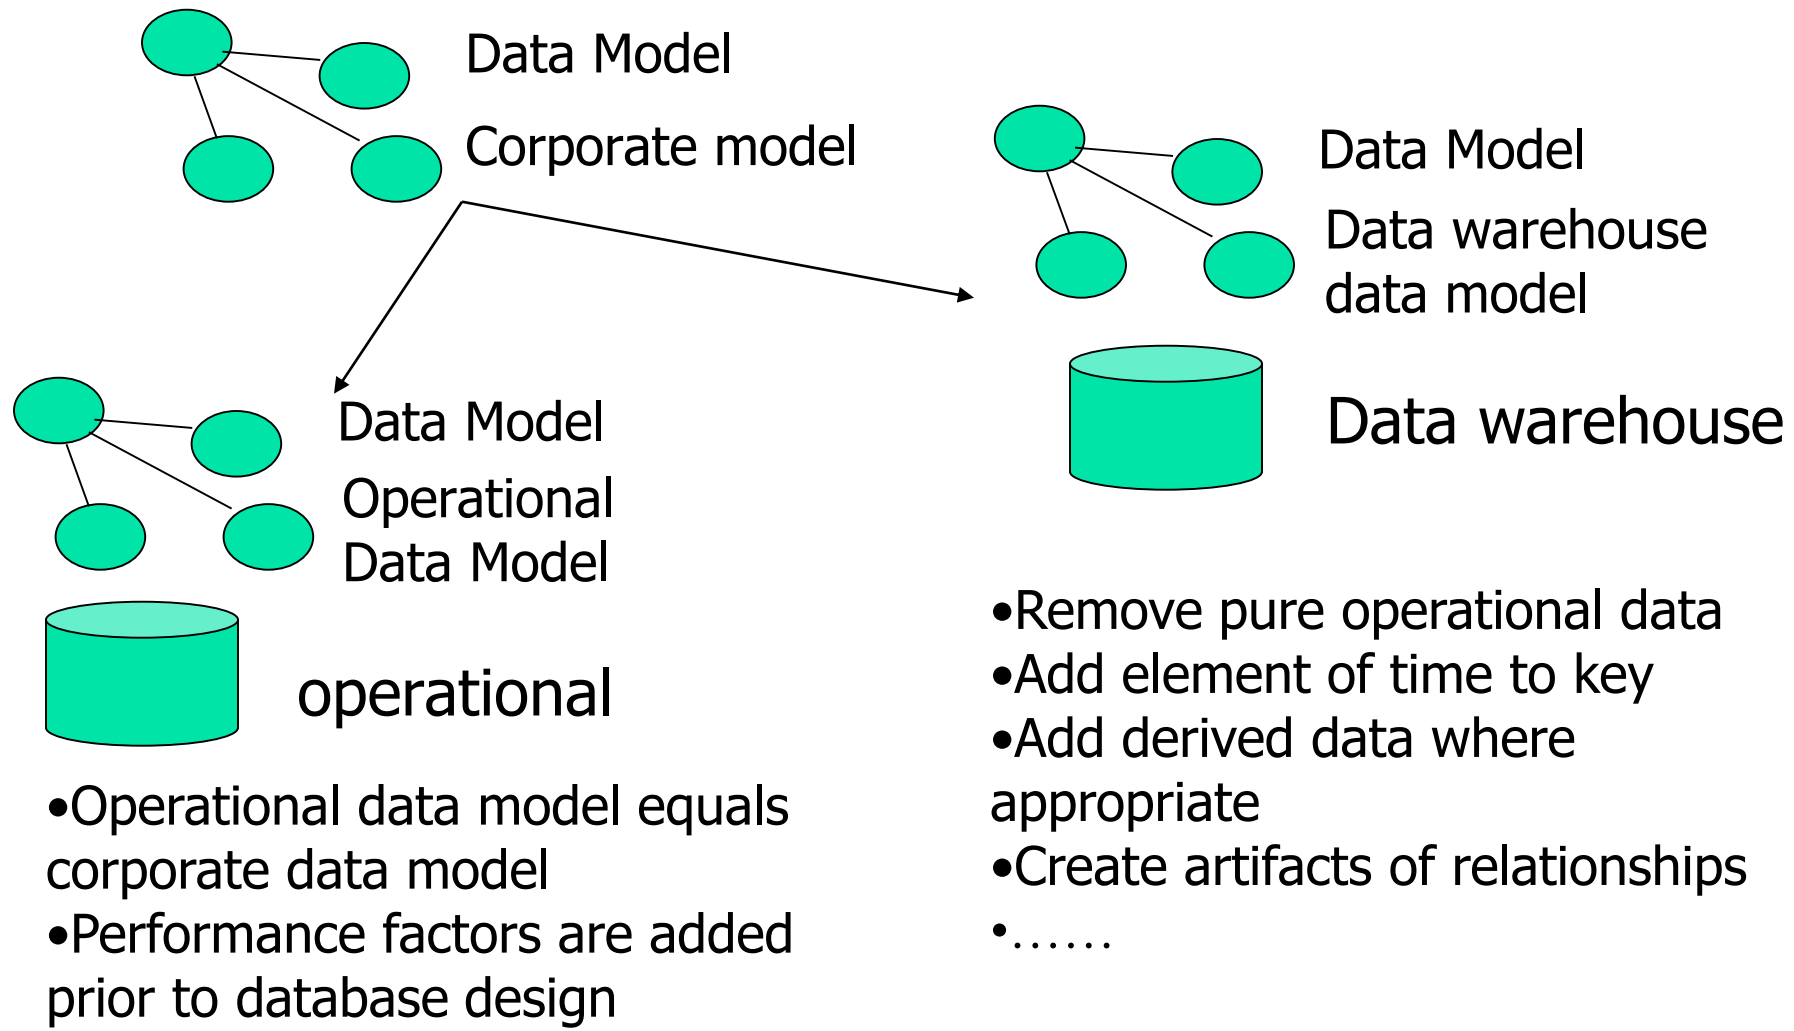 Data Model
Corporate model
Data Model
Data warehouse
data model
Data warehouse
Data Model
Operational
Data Model
operational
•Operational data model equals
corporate data model
•Performance factors are added
prior to database design
•Remove pure operational data
•Add element of time to key
•Add derived data where
appropriate
•Create artifacts of relationships
•……